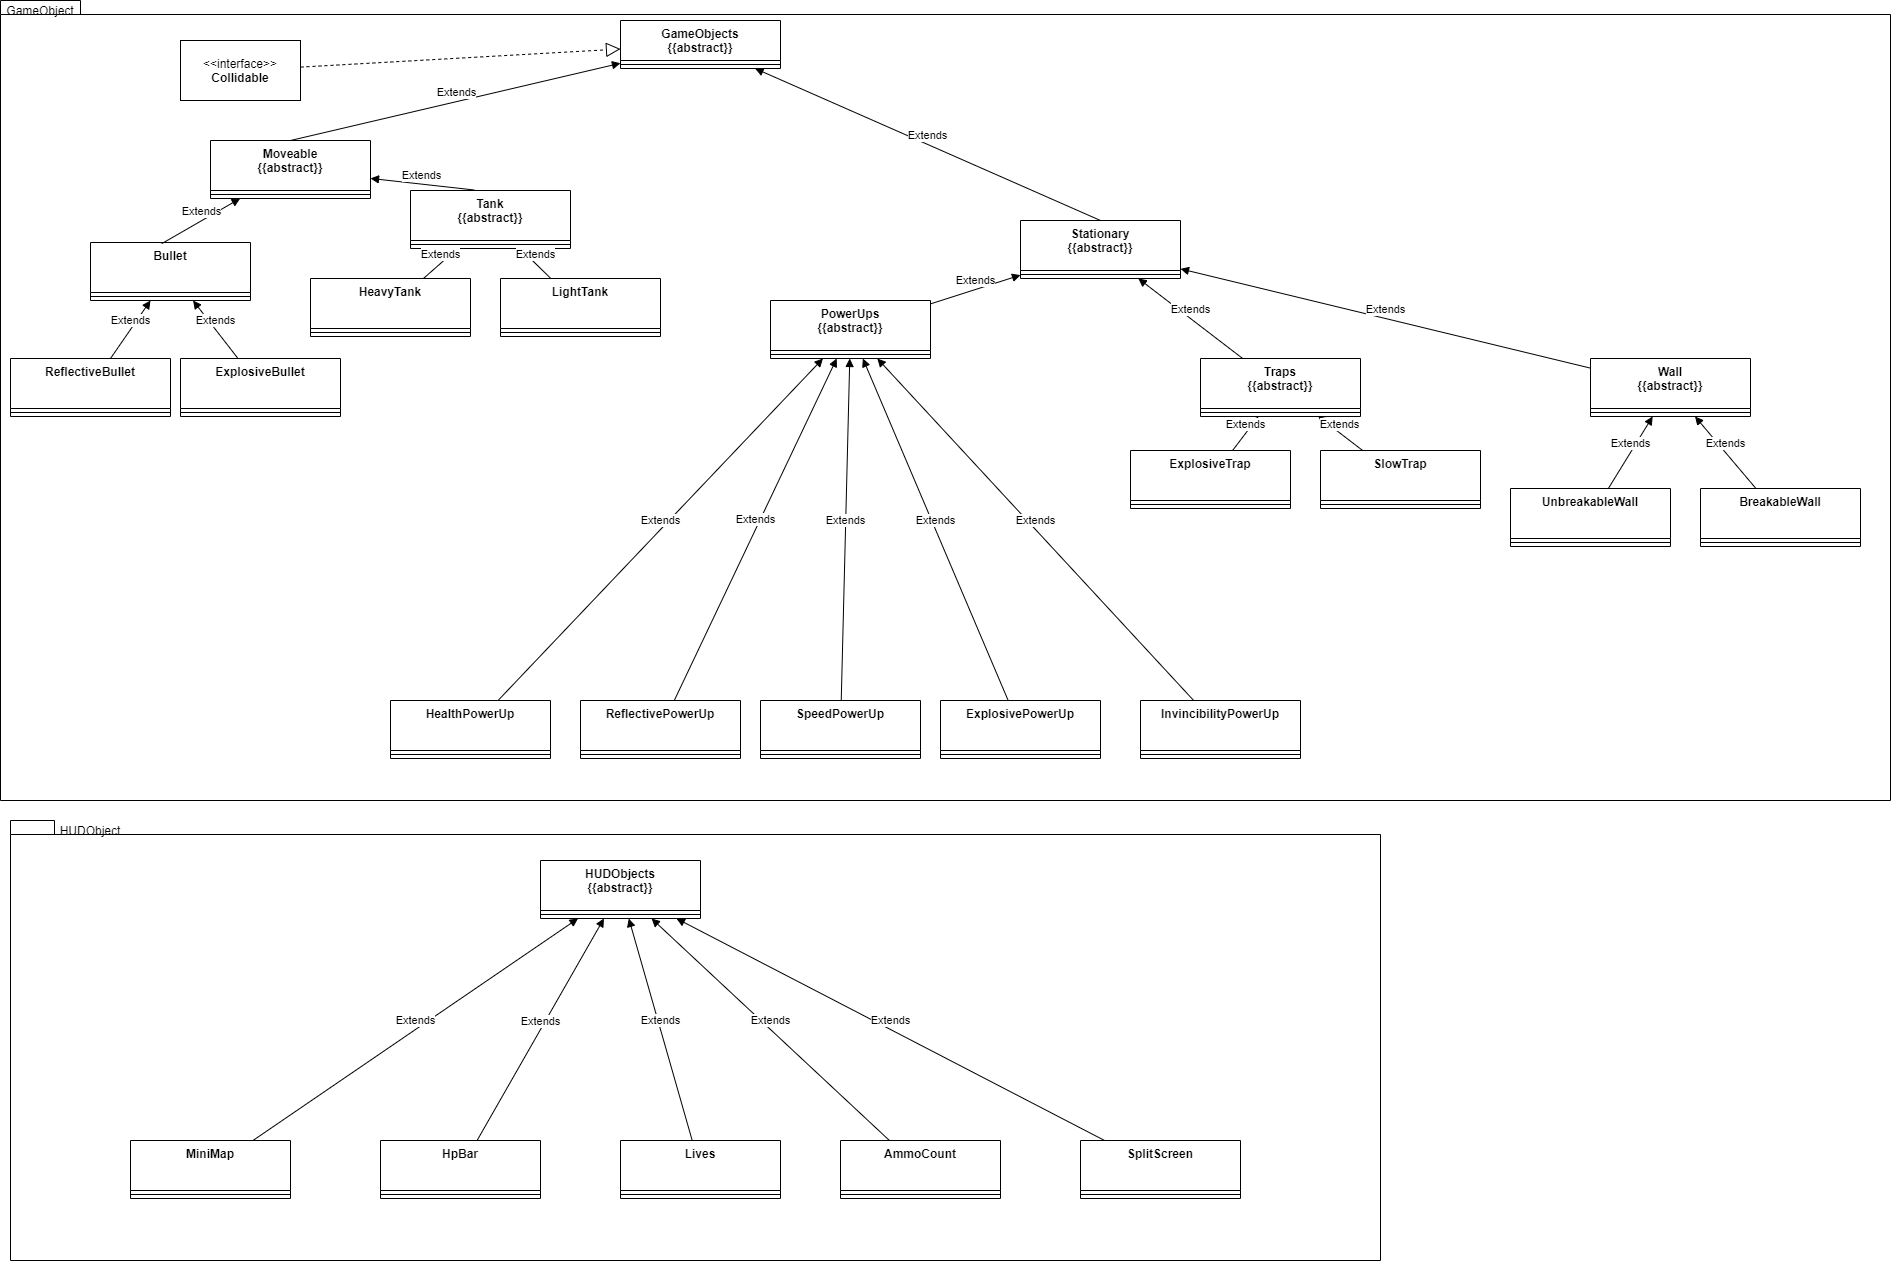 GameObject
GameObjects
{{abstract}}
<<interface>>
Collidable
Extends
Extends
Moveable
{{abstract}}
Extends
Tank
{{abstract}}
Extends
Stationary
{{abstract}}
Bullet
Extends
Extends
Extends
HeavyTank
LightTank
PowerUps
{{abstract}}
Extends
Extends
Extends
Extends
ReflectiveBullet
ExplosiveBullet
Traps
{{abstract}}
Wall
{{abstract}}
Extends
Extends
Extends
Extends
ExplosiveTrap
SlowTrap
UnbreakableWall
BreakableWall
Extends
Extends
Extends
Extends
Extends
HealthPowerUp
ReflectivePowerUp
SpeedPowerUp
ExplosivePowerUp
InvincibilityPowerUp
HUDObject
HUDObjects
{{abstract}}
Extends
Extends
Extends
Extends
Extends
MiniMap
HpBar
Lives
AmmoCount
SplitScreen